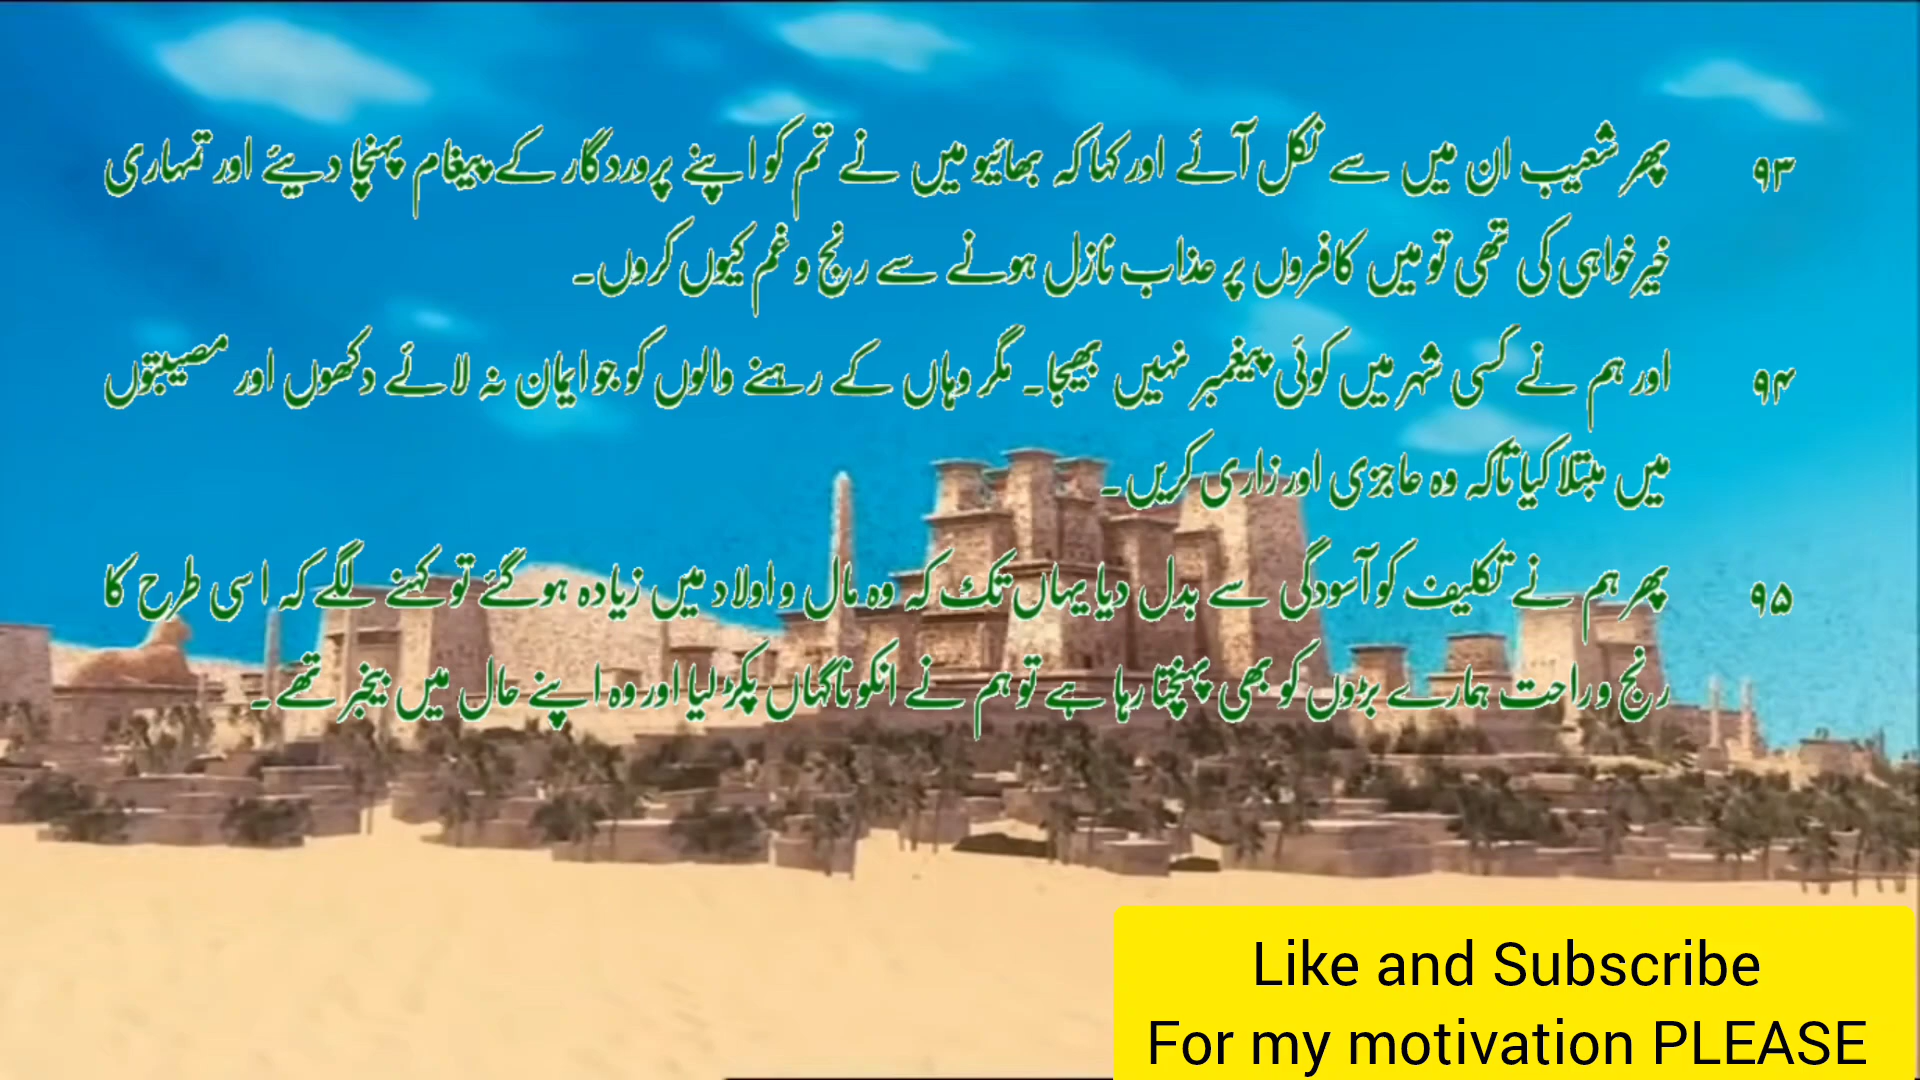 ۹۳ پھر شعیب ان میں سے نکل آئے اور کہا کہ بھائیو میں نے تم کو اپنے پروردگار کے پیغام پہنچا دیئے اور تمہاری
خیرخواہی کی تھی تو میں کافروں پر عذاب نازل ہونے سے رنج و غم کیوں کروں۔
۹۴ اور ہم نے کسی شہر میں کوئی پیغمبر نہیں بھیجا۔ مگر وہاں کے رہنے والوں کو جو ایمان نہ لائے دکھوں اور مصیبتوں
میں مبتلا کیا تاکہ وہ عاجزی اور زاری کریں۔
۹۵ پھر ہم نے تکلیف کو آسودگی سے بدل دیا یہاں تک کہ وہ مال و اولاد میں زیادہ ہو گئے تو کہنے لگے کہ اسی طرح کا
رنج و راحت ہمارے بڑوں کو بھی پہنچتا رہا ہے تو ہم نے انکو ناگہاں پکڑ لیا اور وہ اپنے حال میں بیخبر تھے۔
Like and Subscribe
For my motivation PLEASE